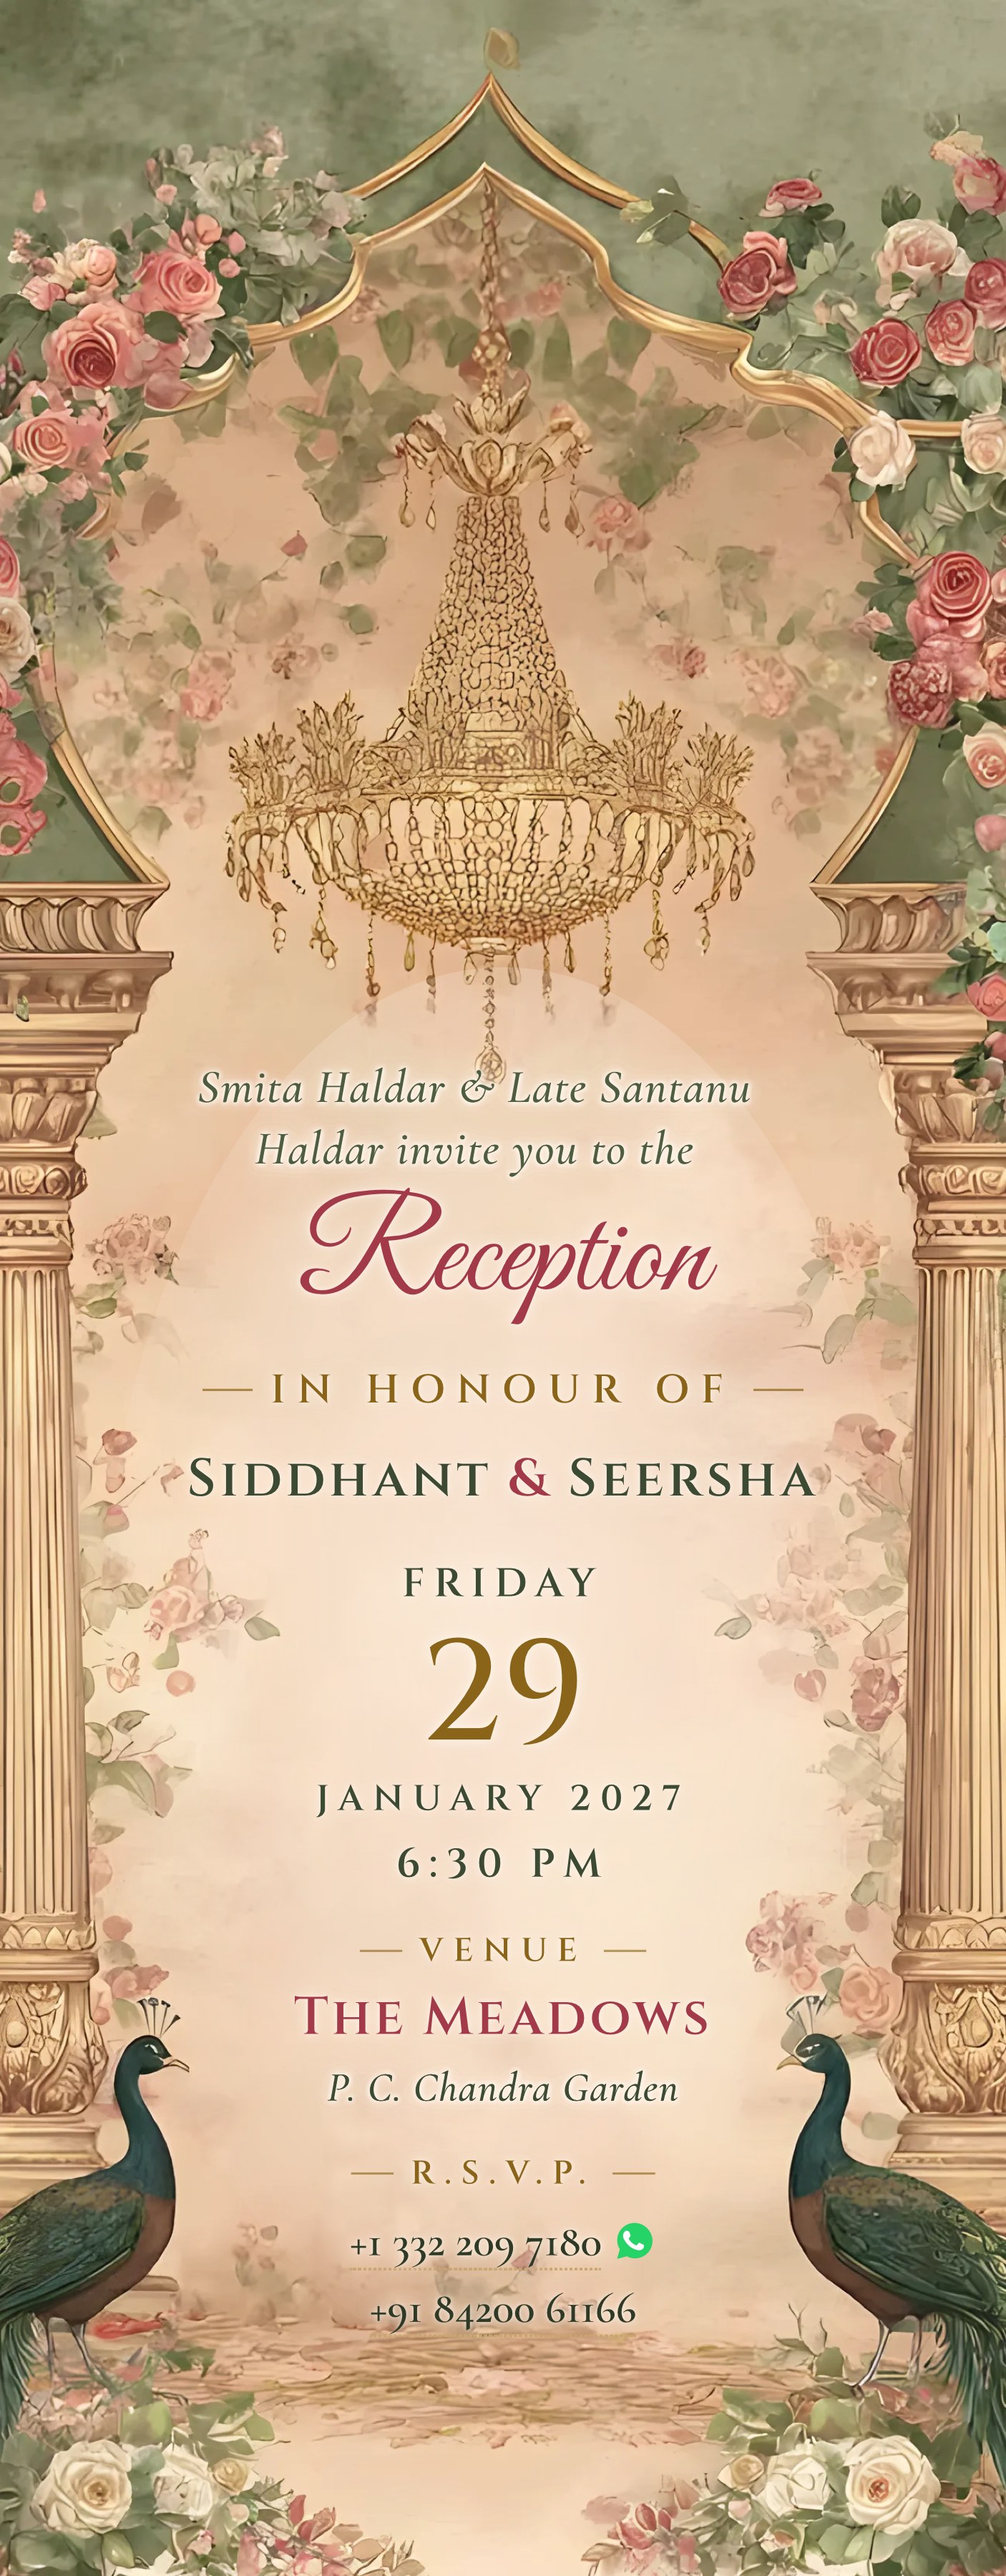 Smita Haldar & Late Santanu
Haldar invite you to the
Reception
IN HONOUR OF
SIDDHANT & SEERSHA
FRIDAY
29
JANUARY 2027
6:30 PM
VENUE
THE MEADOWS
P. C. Chandra Garden
R.S.V.P.
+1 332 209 7180
+91 84200 61166